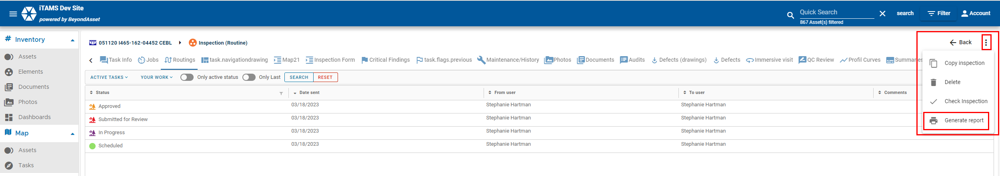 iTAMS Dev Site
powered by BeyondAsset
Quick Search
867 Asset(s) filtered
search
Filter
Account
Inventory
Assets
Elements
Documents
Photos
Dashboards
Map
Assets
Tasks
051120 I465-162-04452 CEBL
Inspection (Routine)
Back
Task Info
Jobs
Routings
task.navigationdrawing
Map21
Inspection Form
Critical Findings
task.flags.previous
Maintenance/History
Photos
Documents
Audits
Defects (drawings)
Defects
Immersive visit
QC Review
Profil Curves
Summaries
ACTIVE TASKS
YOUR WORK
Only active status
Only Last
SEARCH
RESET
Status Date sent From user To user Comments
Approved 03/18/2023 Stephanie Hartman Stephanie Hartman
Submitted for Review 03/18/2023 Stephanie Hartman Stephanie Hartman
In Progress 03/18/2023 Stephanie Hartman Stephanie Hartman
Scheduled 03/18/2023 Stephanie Hartman Stephanie Hartman
Copy inspection
Delete
Check Inspection
Generate report